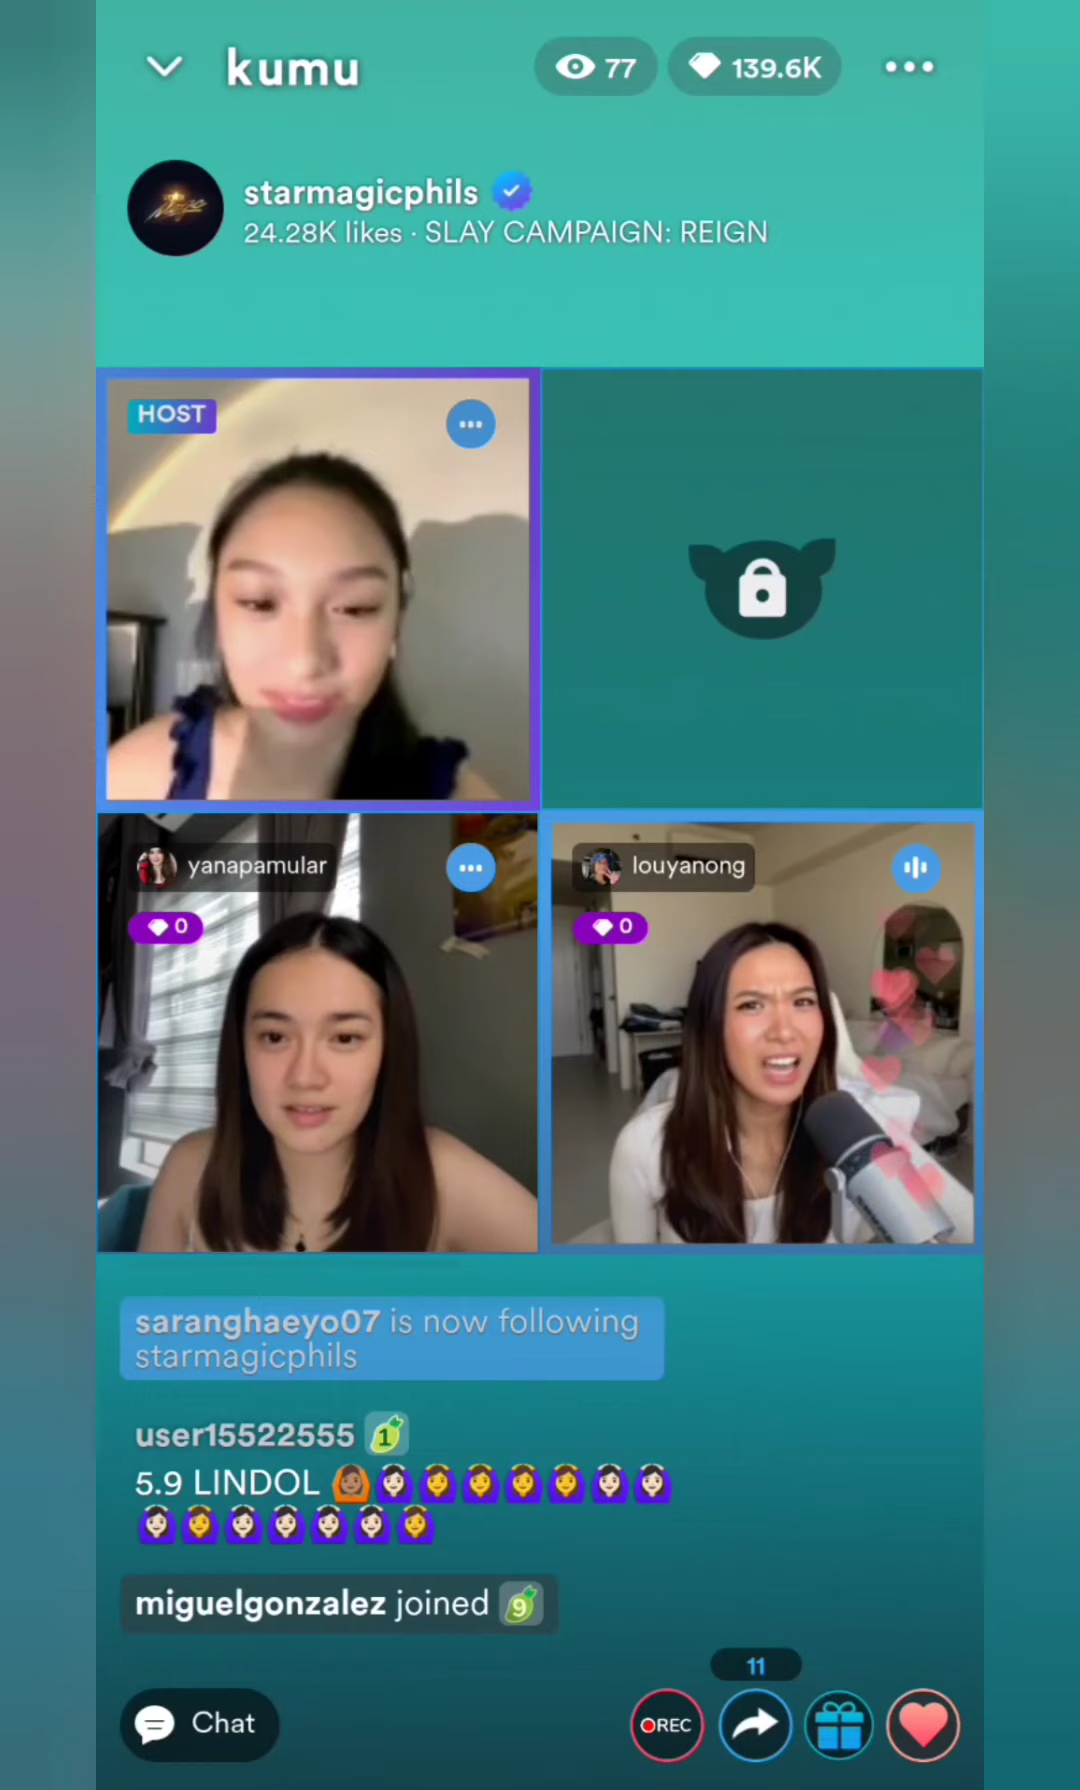 kumu
77
139.6K
starmagicphils
24.28K likes · SLAY CAMPAIGN: REIGN
HOST
yanapamular
0
louyanong
0
saranghaeyo07 is now following
starmagicphils
user15522555 1
5.9 LINDOL 🙆🏽‍♀️🙆🏻‍♀️🙆‍♀️🙆‍♀️🙆‍♀️🙆‍♀️🙆🏻‍♀️🙆🏻‍♀️
🙆🏻‍♀️🙆‍♀️🙆🏻‍♀️🙆🏻‍♀️🙆🏻‍♀️🙆🏻‍♀️🙆‍♀️
miguelgonzalez joined 9
11
Chat
REC